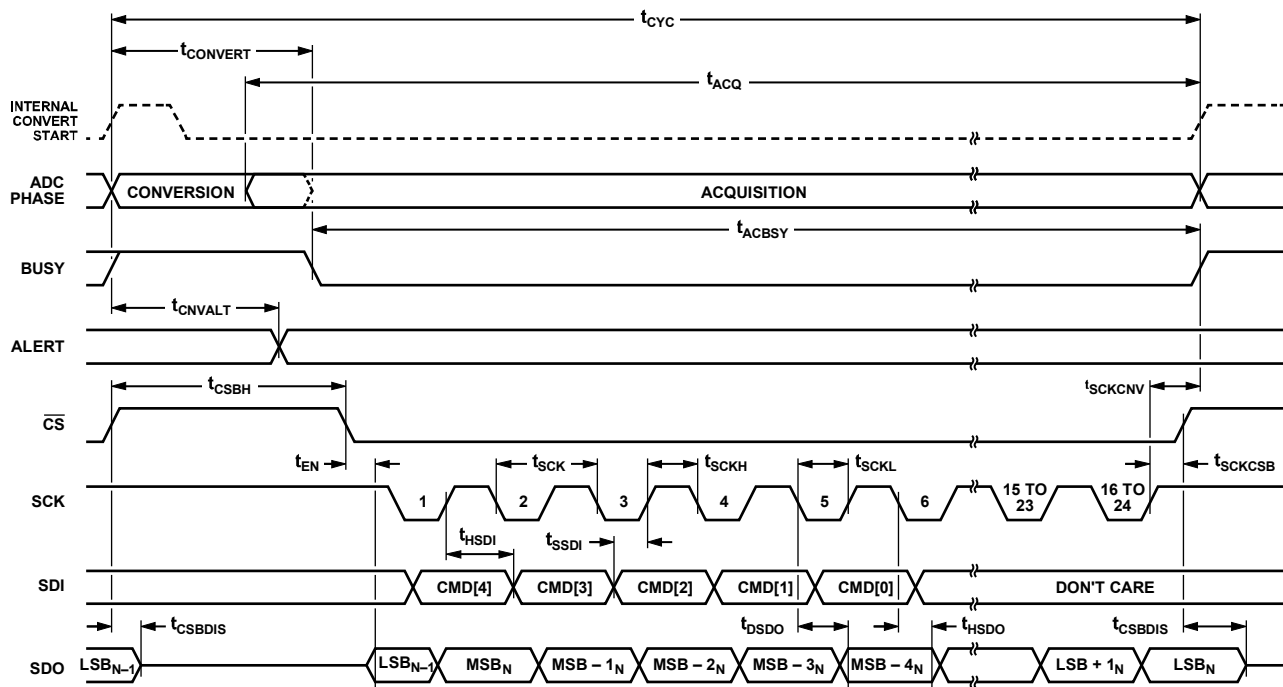 tCYC
tCONVERT
tACQ
INTERNAL
CONVERT
START
ADC
PHASE
CONVERSION
ACQUISITION
tACBSY
BUSY
tCNVALT
ALERT
tCSBH
tSCKCNV
CS
tEN
tSCK
tSCKH
tSCKL
tSCKCSB
SCK
1 2 3 4 5 6 15 TO 23 16 TO 24
tHSDI
tSSDI
SDI
CMD[4] CMD[3] CMD[2] CMD[1] CMD[0] DON'T CARE
tCSBDIS
tDSDO
tHSDO
tCSBDIS
SDO
LSBN–1 LSBN–1 MSBN MSB – 1N MSB – 2N MSB – 3N MSB – 4N LSB + 1N LSBN